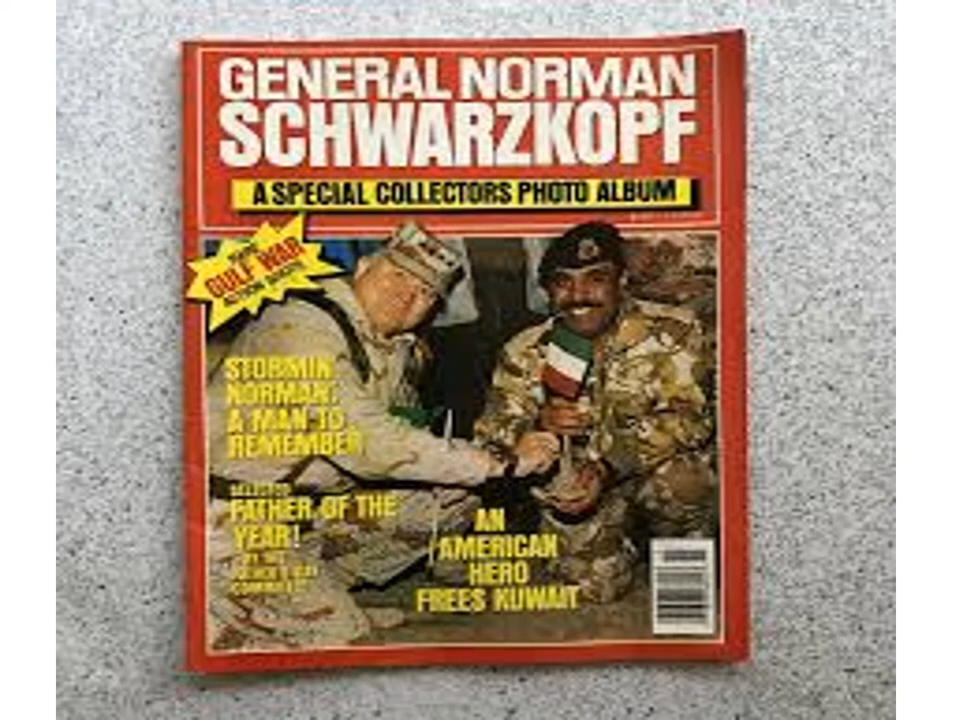 GENERAL NORMAN
SCHWARZKOPF
A SPECIAL COLLECTORS PHOTO ALBUM
GULF WAR
STORMIN'
NORMAN:
A MAN TO
REMEMBER
FATHER OF THE
YEAR!
AN
AMERICAN
HERO
FREES KUWAIT